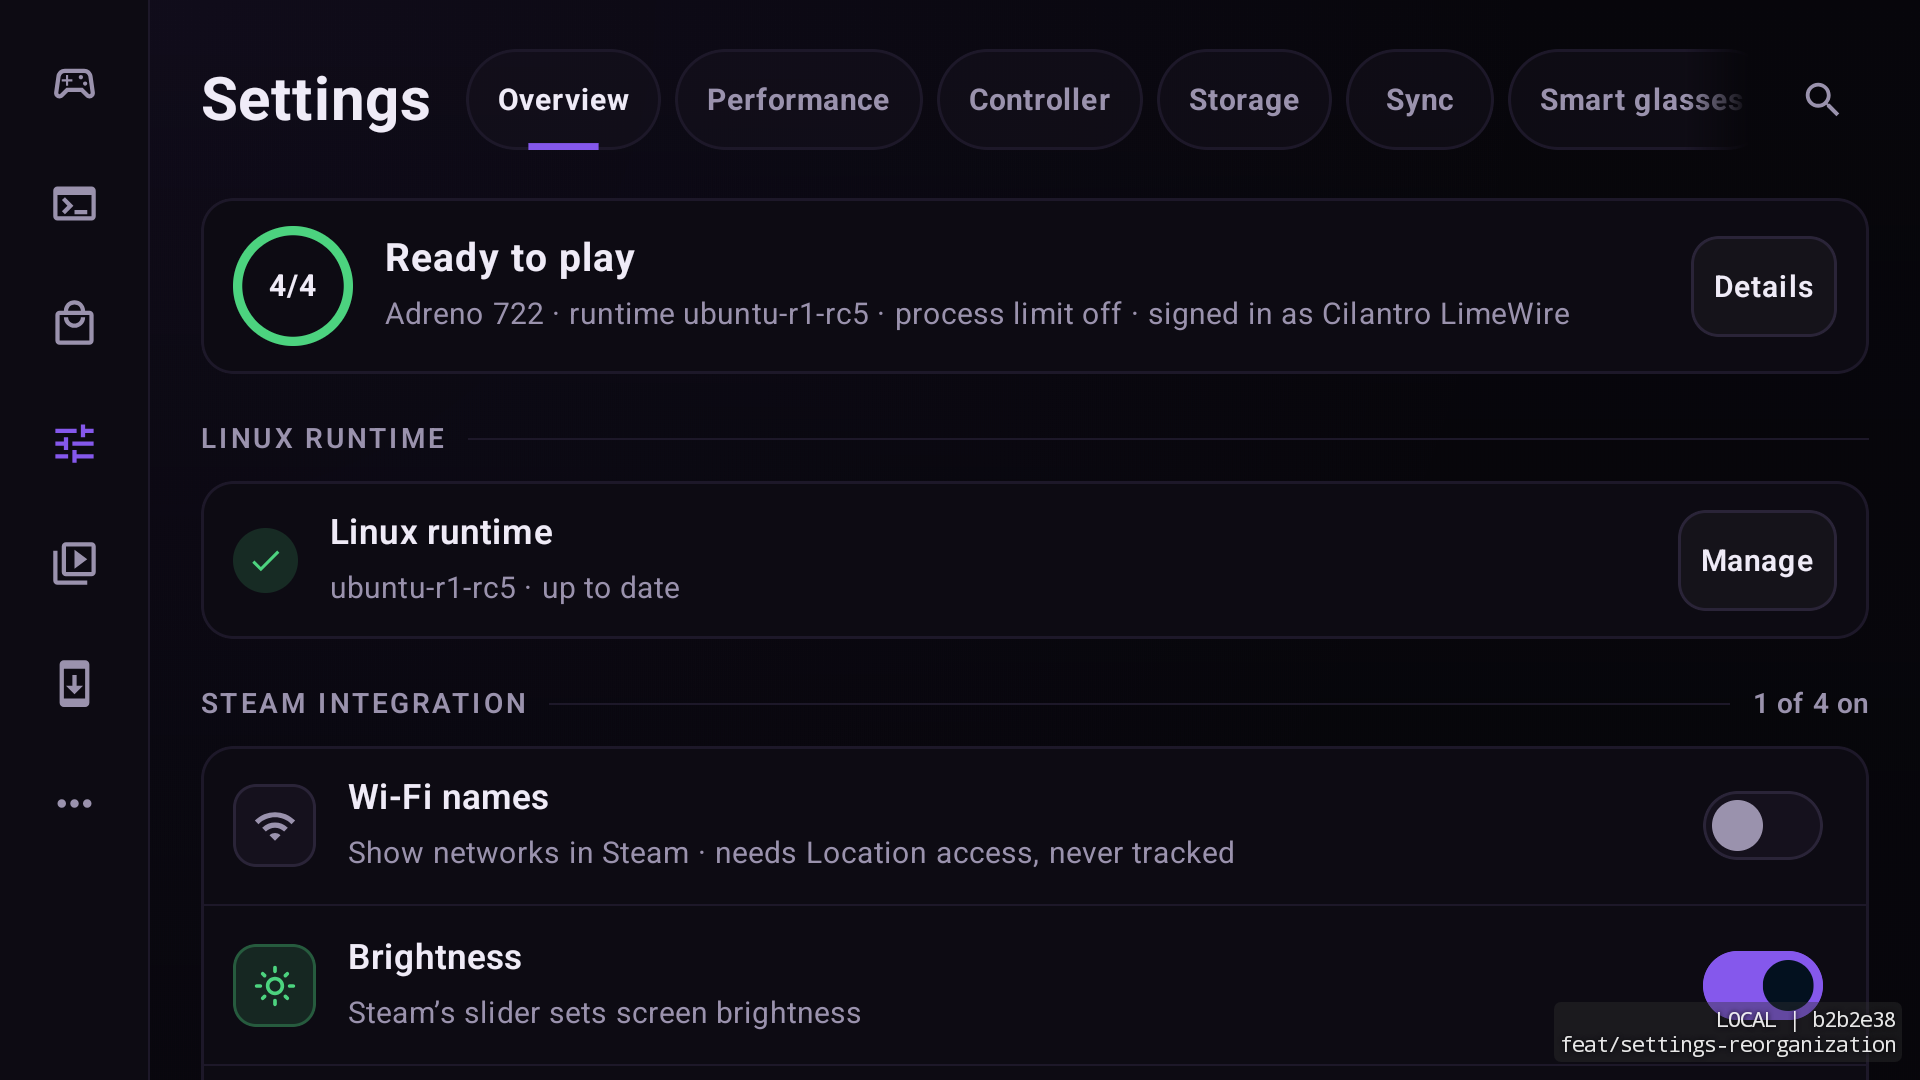 Settings
Overview
Performance
Controller
Storage
Sync
Smart glasses
4/4
Ready to play
Adreno 722 · runtime ubuntu-r1-rc5 · process limit off · signed in as Cilantro LimeWire
Details
LINUX RUNTIME
Linux runtime
ubuntu-r1-rc5 · up to date
Manage
STEAM INTEGRATION
1 of 4 on
Wi-Fi names
Show networks in Steam · needs Location access, never tracked
Brightness
Steam’s slider sets screen brightness
LOCAL | b2b2e38
feat/settings-reorganization